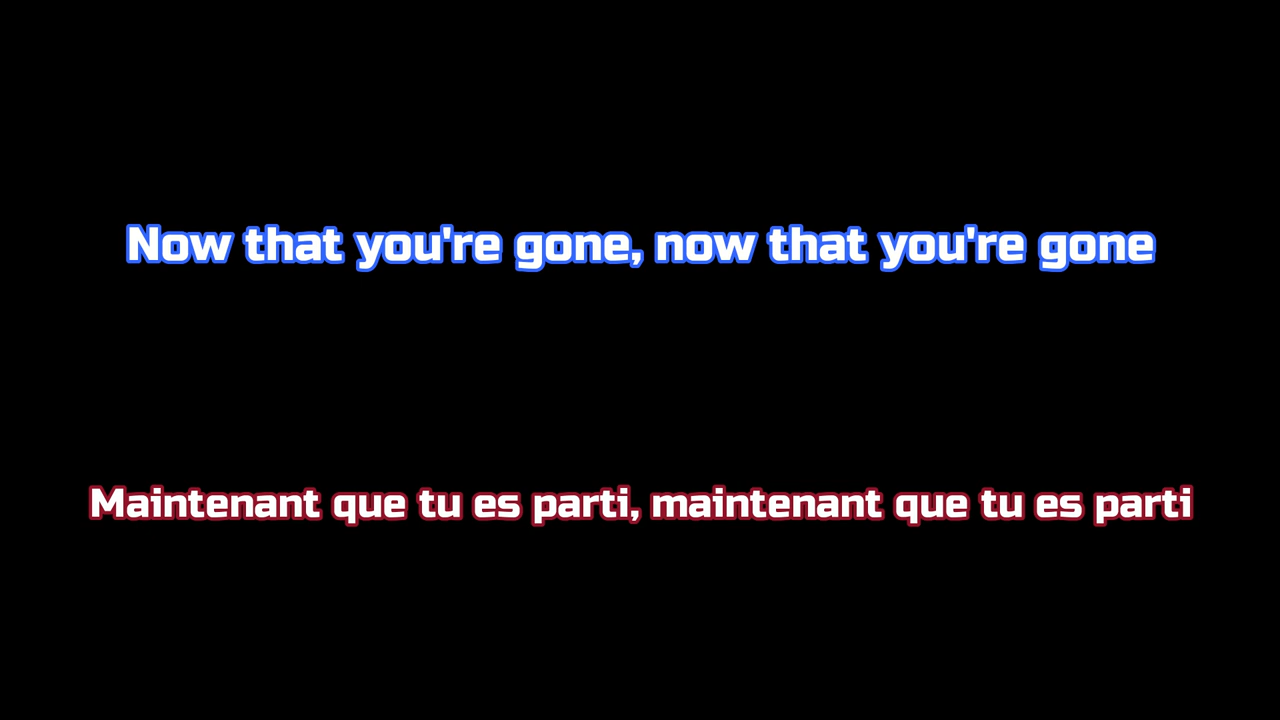 Now that you're gone, now that you're gone
Maintenant que tu es parti, maintenant que tu es parti